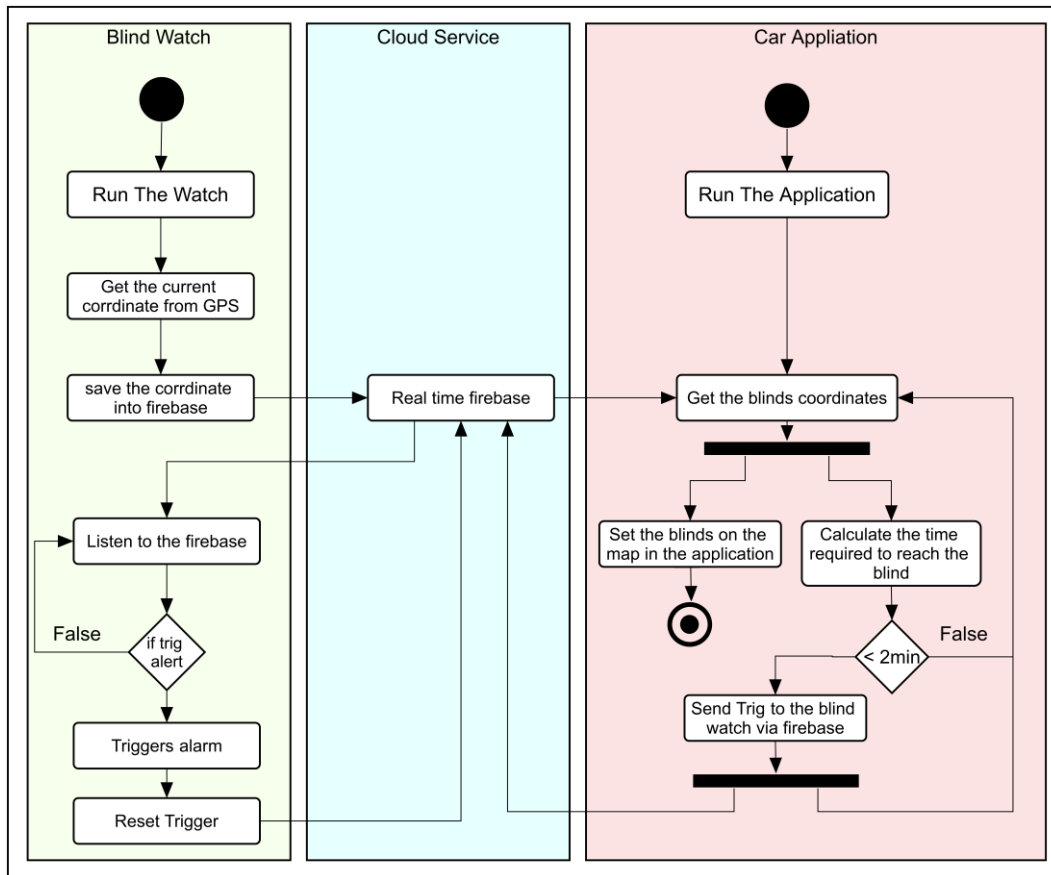 Blind Watch
Cloud Service
Car Appliation
Run The Watch
Get the current
corrdinate from GPS
save the corrdinate
into firebase
Listen to the firebase
False
if trig
alert
Triggers alarm
Reset Trigger
Real time firebase
Run The Application
Get the blinds coordinates
Set the blinds on the
map in the application
Calculate the time
required to reach the
blind
< 2min
False
Send Trig to the blind
watch via firebase